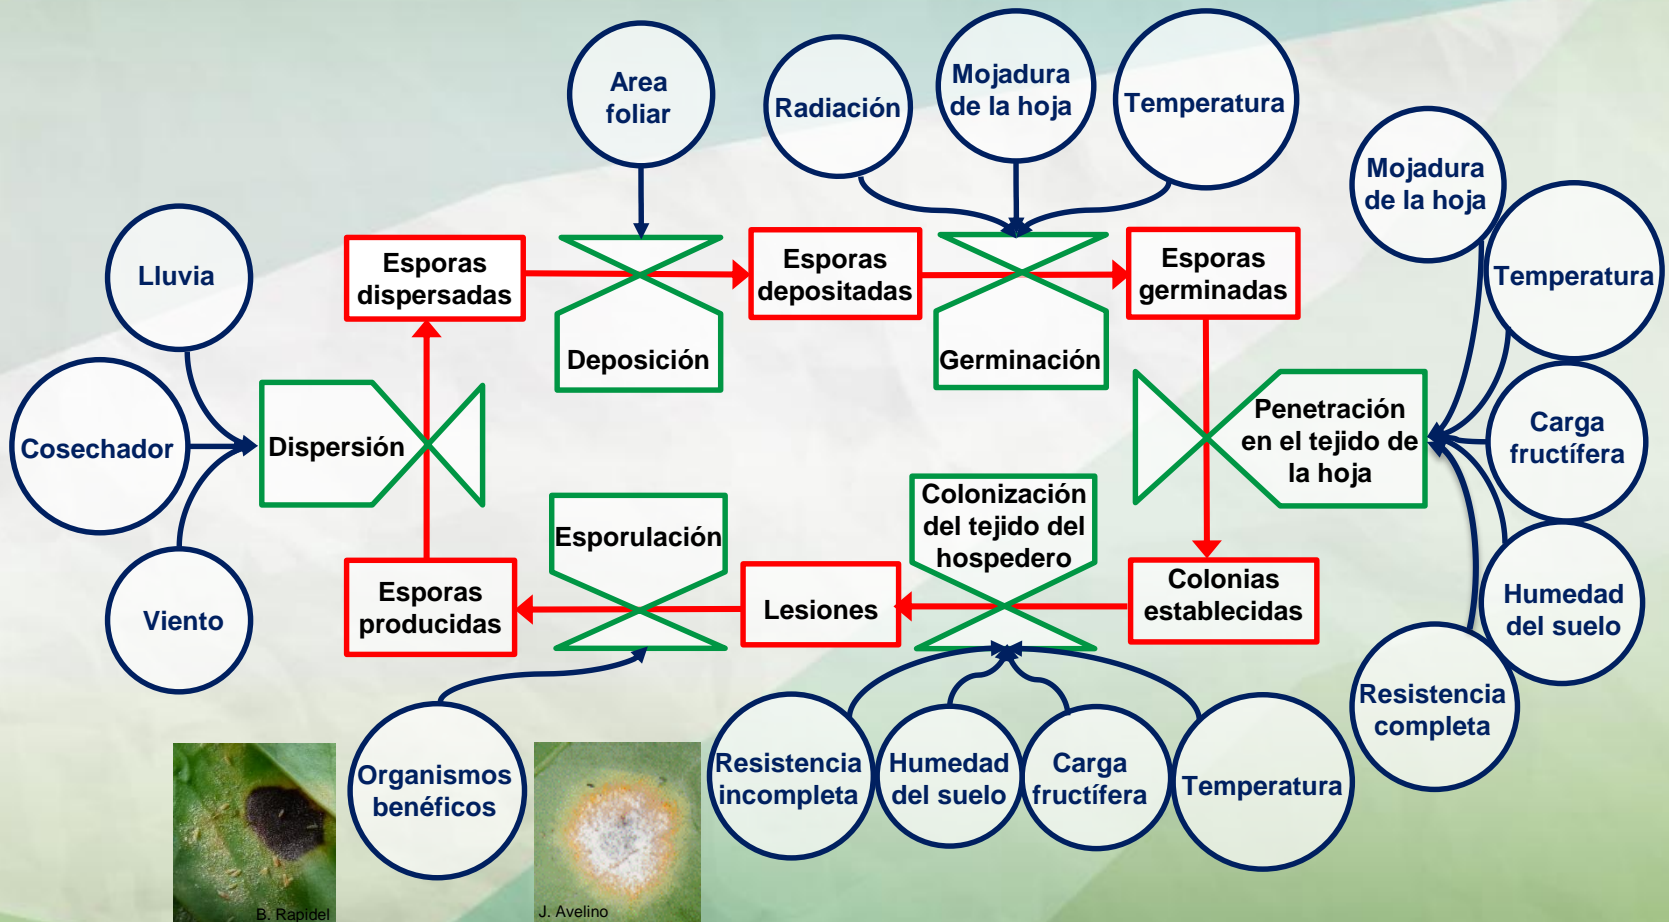 Area
foliar
Radiación
Mojadura
de la hoja
Temperatura
Mojadura
de la hoja
Temperatura
Carga
fructífera
Humedad
del suelo
Resistencia
completa
Lluvia
Cosechador
Viento
Esporas
dispersadas
Deposición
Esporas
depositadas
Germinación
Esporas
germinadas
Dispersión
Penetración
en el tejido de
la hoja
Esporas
producidas
Esporulación
Lesiones
Colonización
del tejido del
hospedero
Colonias
establecidas
Organismos
benéficos
Resistencia
incompleta
Humedad
del suelo
Carga
fructífera
Temperatura
B. Rapidel
J. Avelino